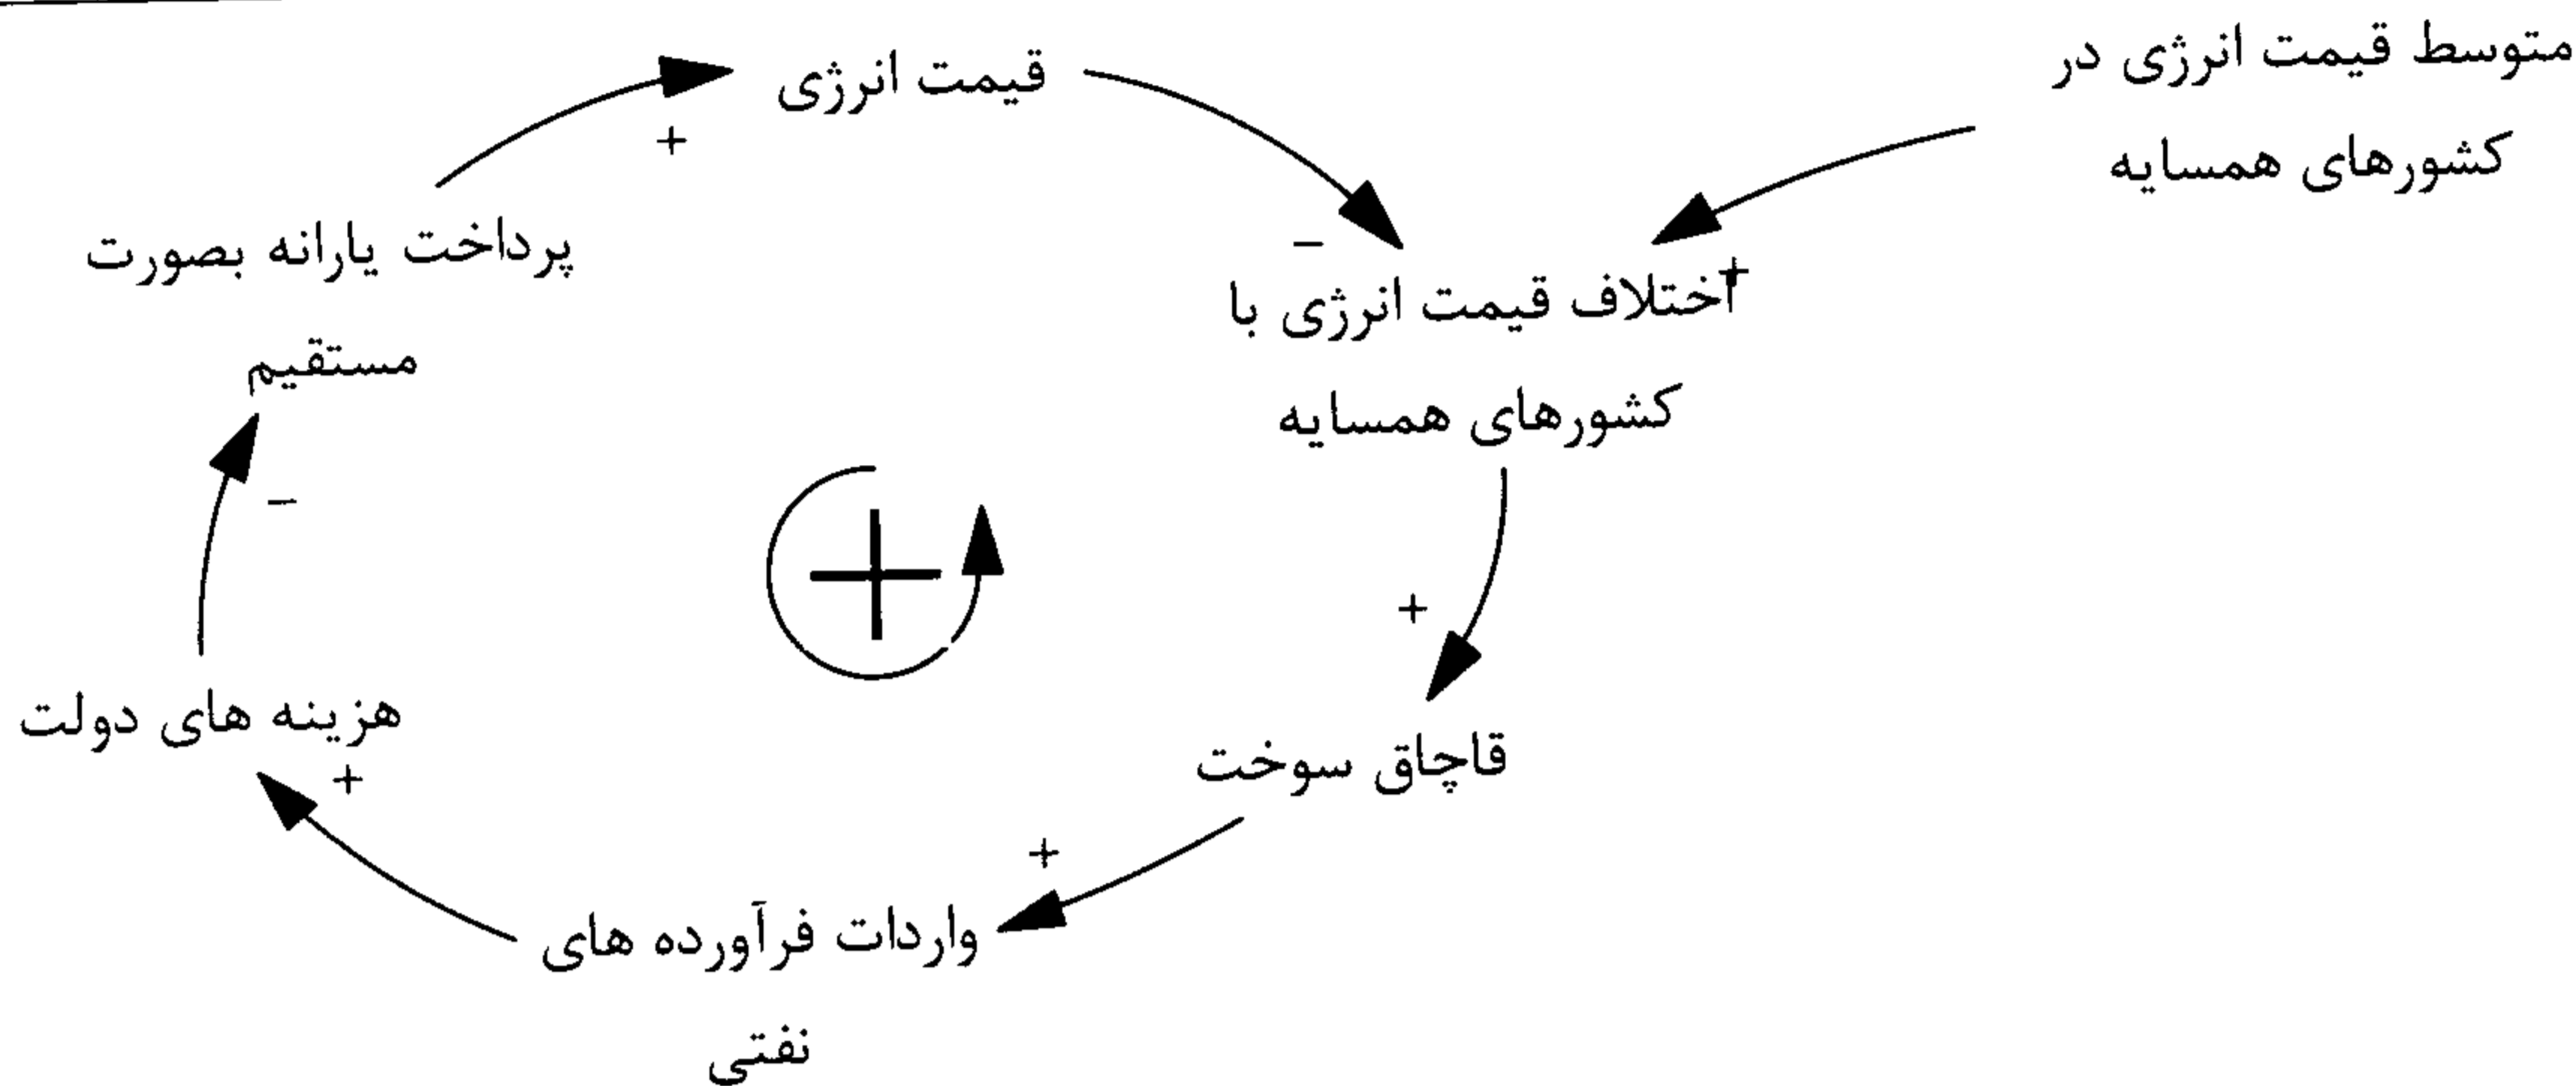 متوسط قیمت انرژی در
کشورهای همسایه
قیمت انرژی
+
پرداخت یارانه بصورت
مستقیم
−
+
اختلاف قیمت انرژی با
کشورهای همسایه
−
+
+
قاچاق سوخت
هزینه های دولت
+
+
واردات فرآورده های
نفتی